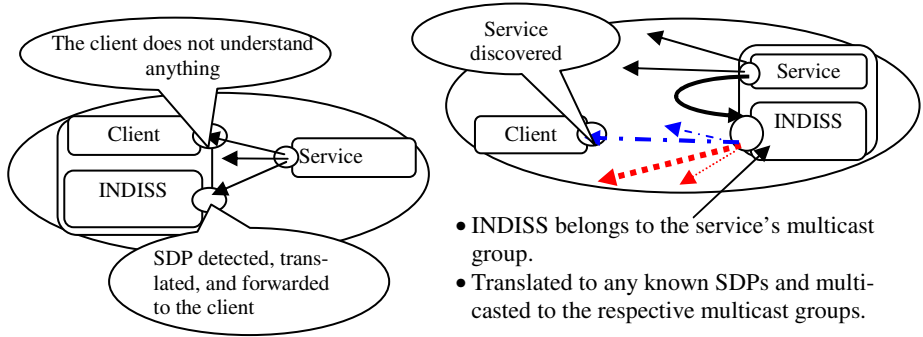 The client does not understand
anything
Client
INDISS
Service
SDP detected, trans-
lated, and forwarded
to the client
Service
discovered
Service
INDISS
Client
• INDISS belongs to the service's multicast
group.
• Translated to any known SDPs and multi-
casted to the respective multicast groups.